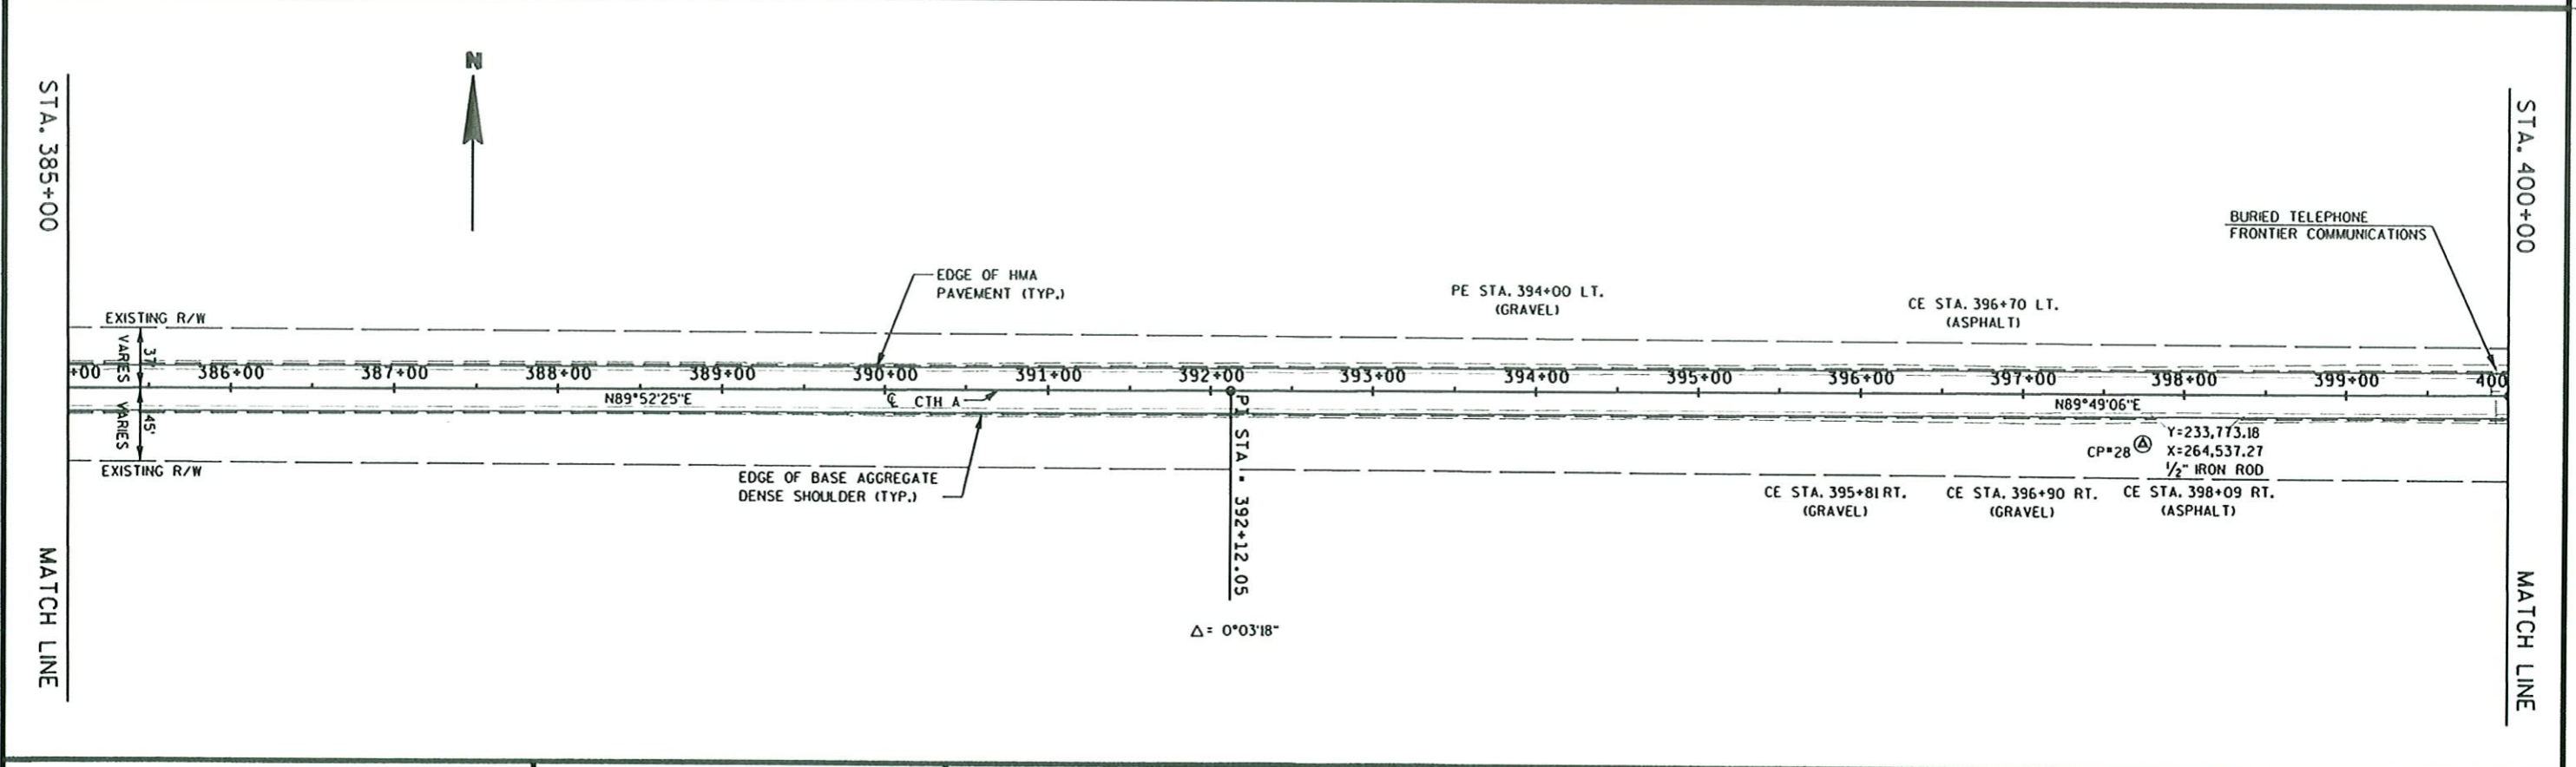 N
STA. 385+00
MATCH LINE
STA. 400+00
MATCH LINE
BURIED TELEPHONE
FRONTIER COMMUNICATIONS
EDGE OF HMA
PAVEMENT (TYP.)
PE STA. 394+00 LT.
(GRAVEL)
CE STA. 396+70 LT.
(ASPHALT)
EXISTING R/W
VARIES
37'
+00 386+00 387+00 388+00 389+00 390+00 391+00 392+00 393+00 394+00 395+00 396+00 397+00 398+00 399+00 400
N89°52'25"E
℄ CTH A
N89°49'06"E
VARIES
45'
EXISTING R/W
EDGE OF BASE AGGREGATE
DENSE SHOULDER (TYP.)
PI STA. 392+12.05
Δ= 0°03'18"
CP#28
Y=233,773.18
X=264,537.27
1/2" IRON ROD
CE STA. 395+81 RT.
(GRAVEL)
CE STA. 396+90 RT.
(GRAVEL)
CE STA. 398+09 RT.
(ASPHALT)